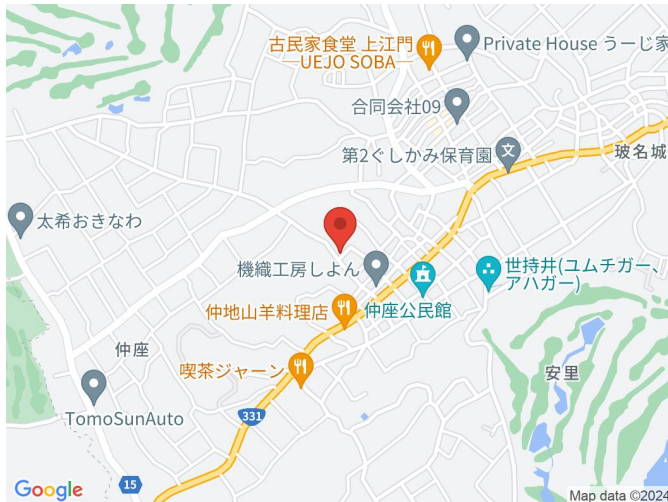 古民家食堂 上江門
—UEJO SOBA—
Private House うーじ家
合同会社09
第2ぐしかみ保育園
玻名城
太希おきなわ
機織工房しよん
世持井(ユムチガー、
アハガー)
仲地山羊料理店
仲座公民館
仲座
喫茶ジャーン
安里
TomoSunAuto
331
15
Google
Map data ©2024